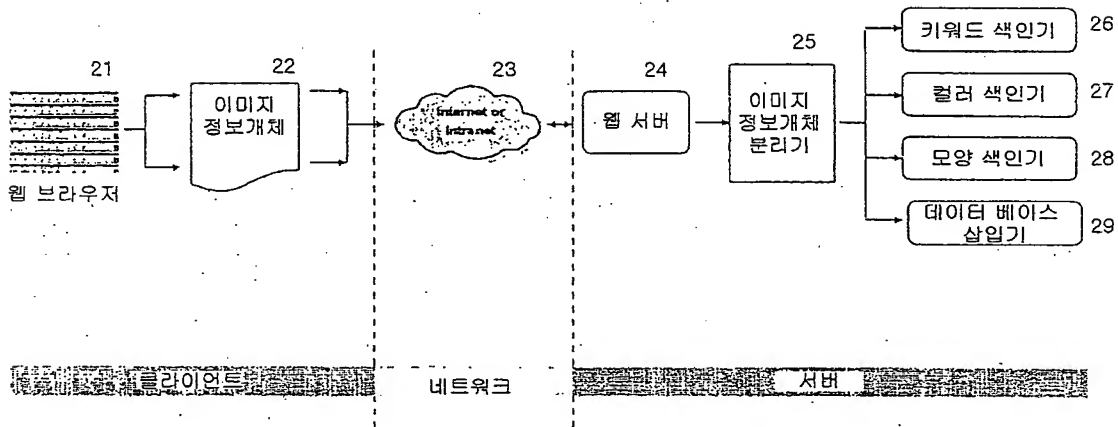 21
웹 브라우저
22
이미지
정보개체
23
Internet or
Intranet
24
웹 서버
25
이미지
정보개체
분리기
키워드 색인기
26
컬러 색인기
27
모양 색인기
28
데이터 베이스
삽입기
29
클라이언트
네트워크
서버